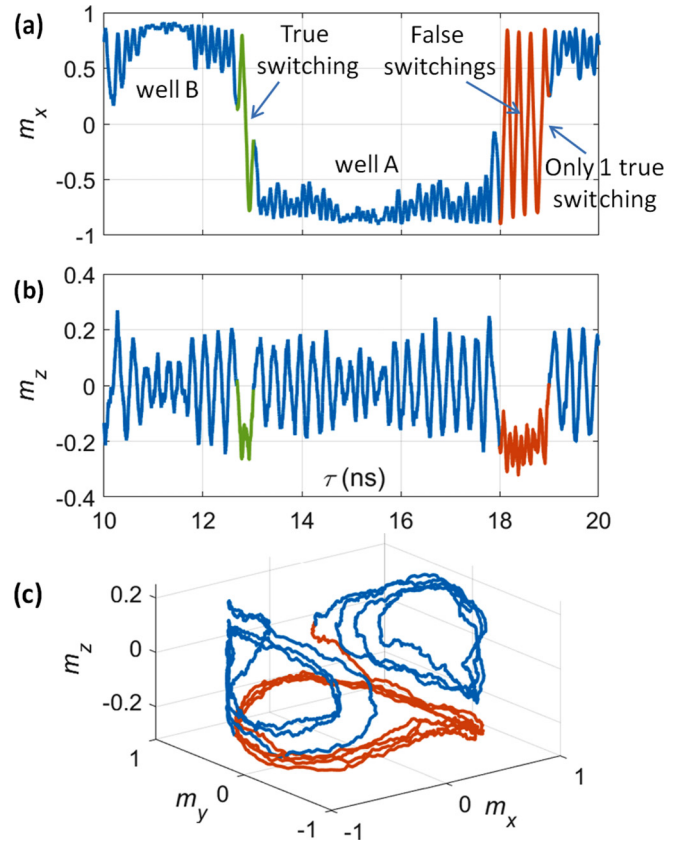 (a)
1
0.5
0
-0.5
-1
m_x
well B
True
switching
False
switchings
well A
Only 1 true
switching
(b)
0.4
0.2
0
-0.2
-0.4
m_z
τ (ns)
10
12
14
16
18
20
(c)
0.2
0
-0.2
m_z
1
0
-1
m_y
-1
0
1
m_x